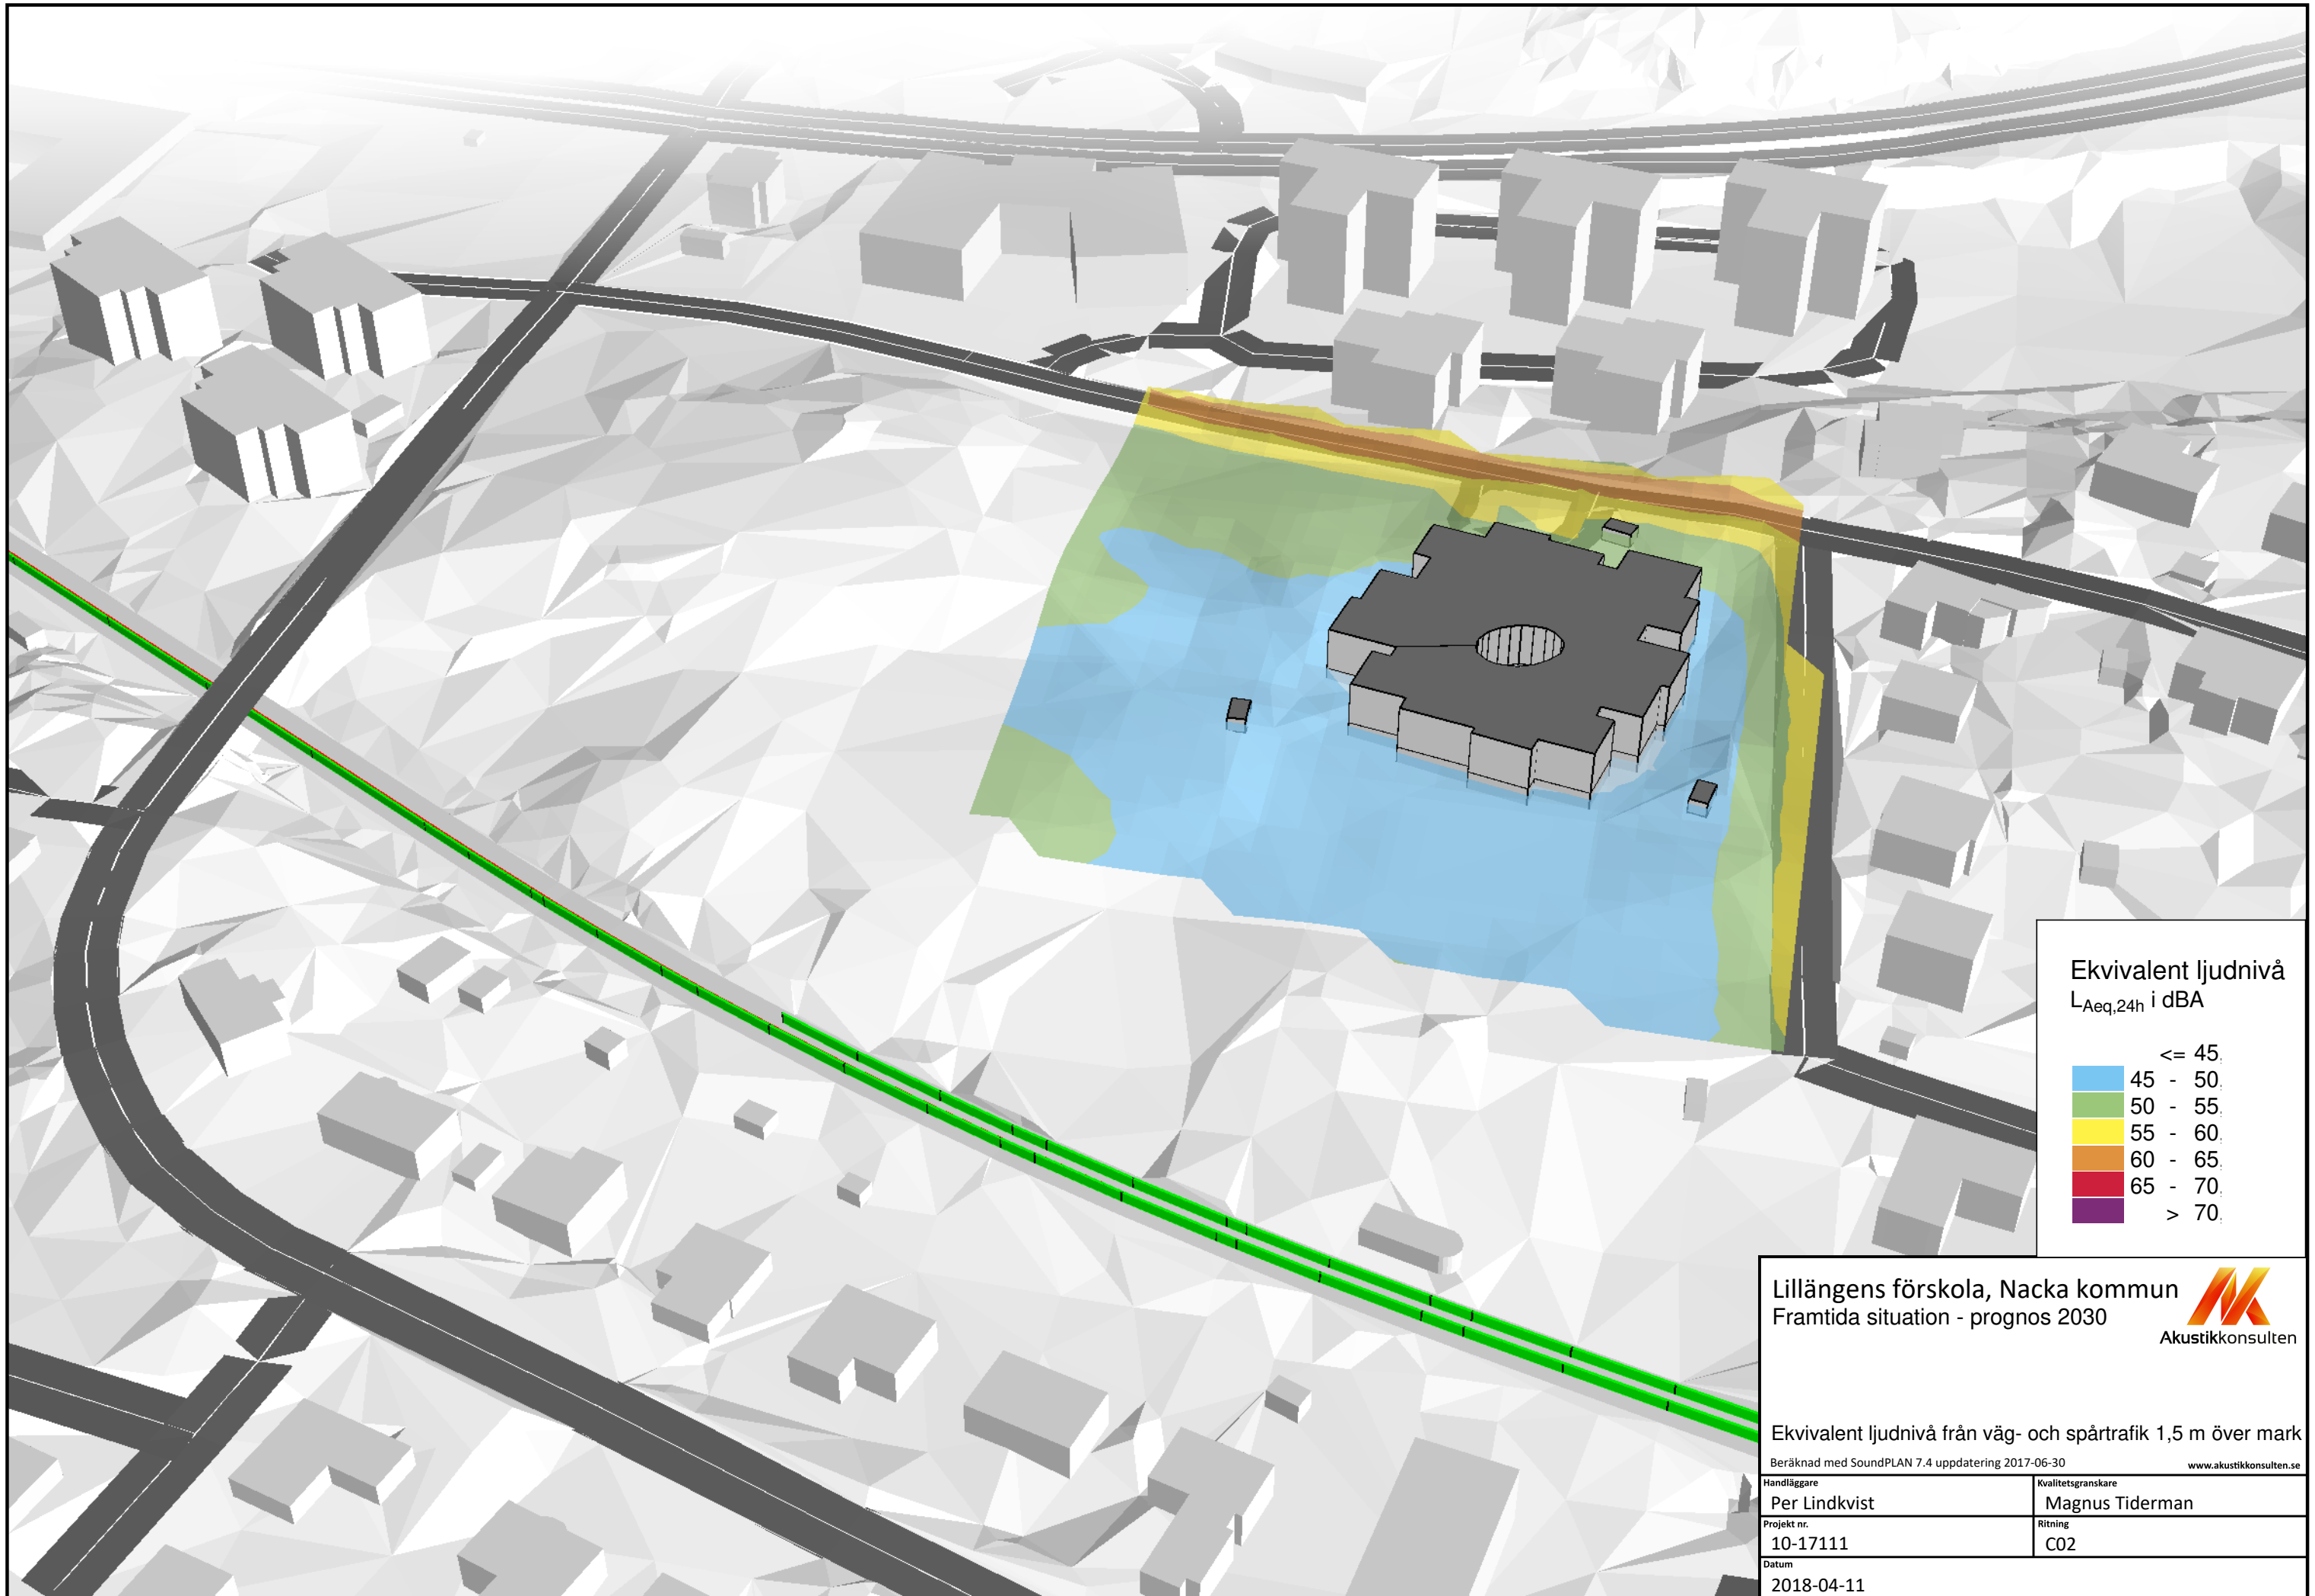 Ekvivalent ljudnivå
LAeq,24h i dBA
<= 45
45 - 50
50 - 55
55 - 60
60 - 65
65 - 70
> 70
Lillängens förskola, Nacka kommun
Framtida situation - prognos 2030
Akustikkonsulten
Ekvivalent ljudnivå från väg- och spårtrafik 1,5 m över mark
Beräknad med SoundPLAN 7.4 uppdatering 2017-06-30
www.akustikkonsulten.se
Handläggare
Per Lindkvist
Kvalitetsgranskare
Magnus Tiderman
Projekt nr.
10-17111
Ritning
C02
Datum
2018-04-11